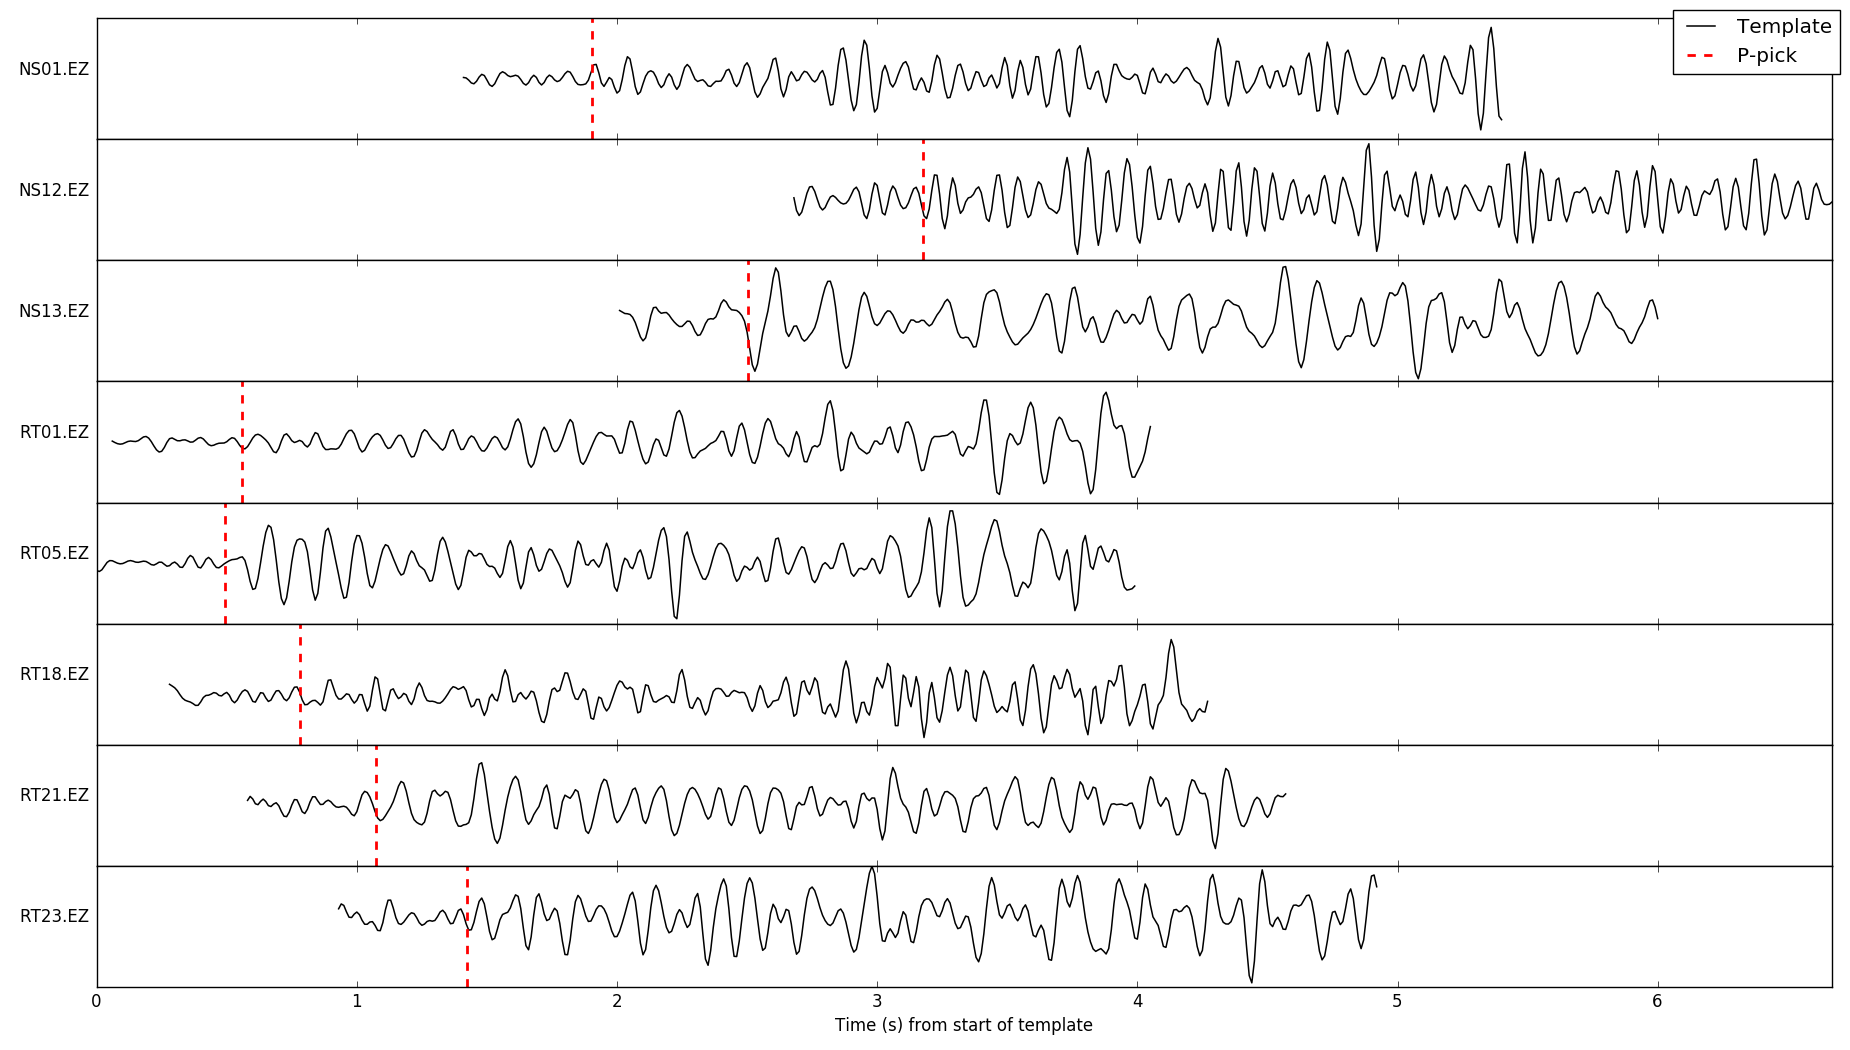 Template
P-pick
NS01.EZ
NS12.EZ
NS13.EZ
RT01.EZ
RT05.EZ
RT18.EZ
RT21.EZ
RT23.EZ
0 1 2 3 4 5 6
Time (s) from start of template